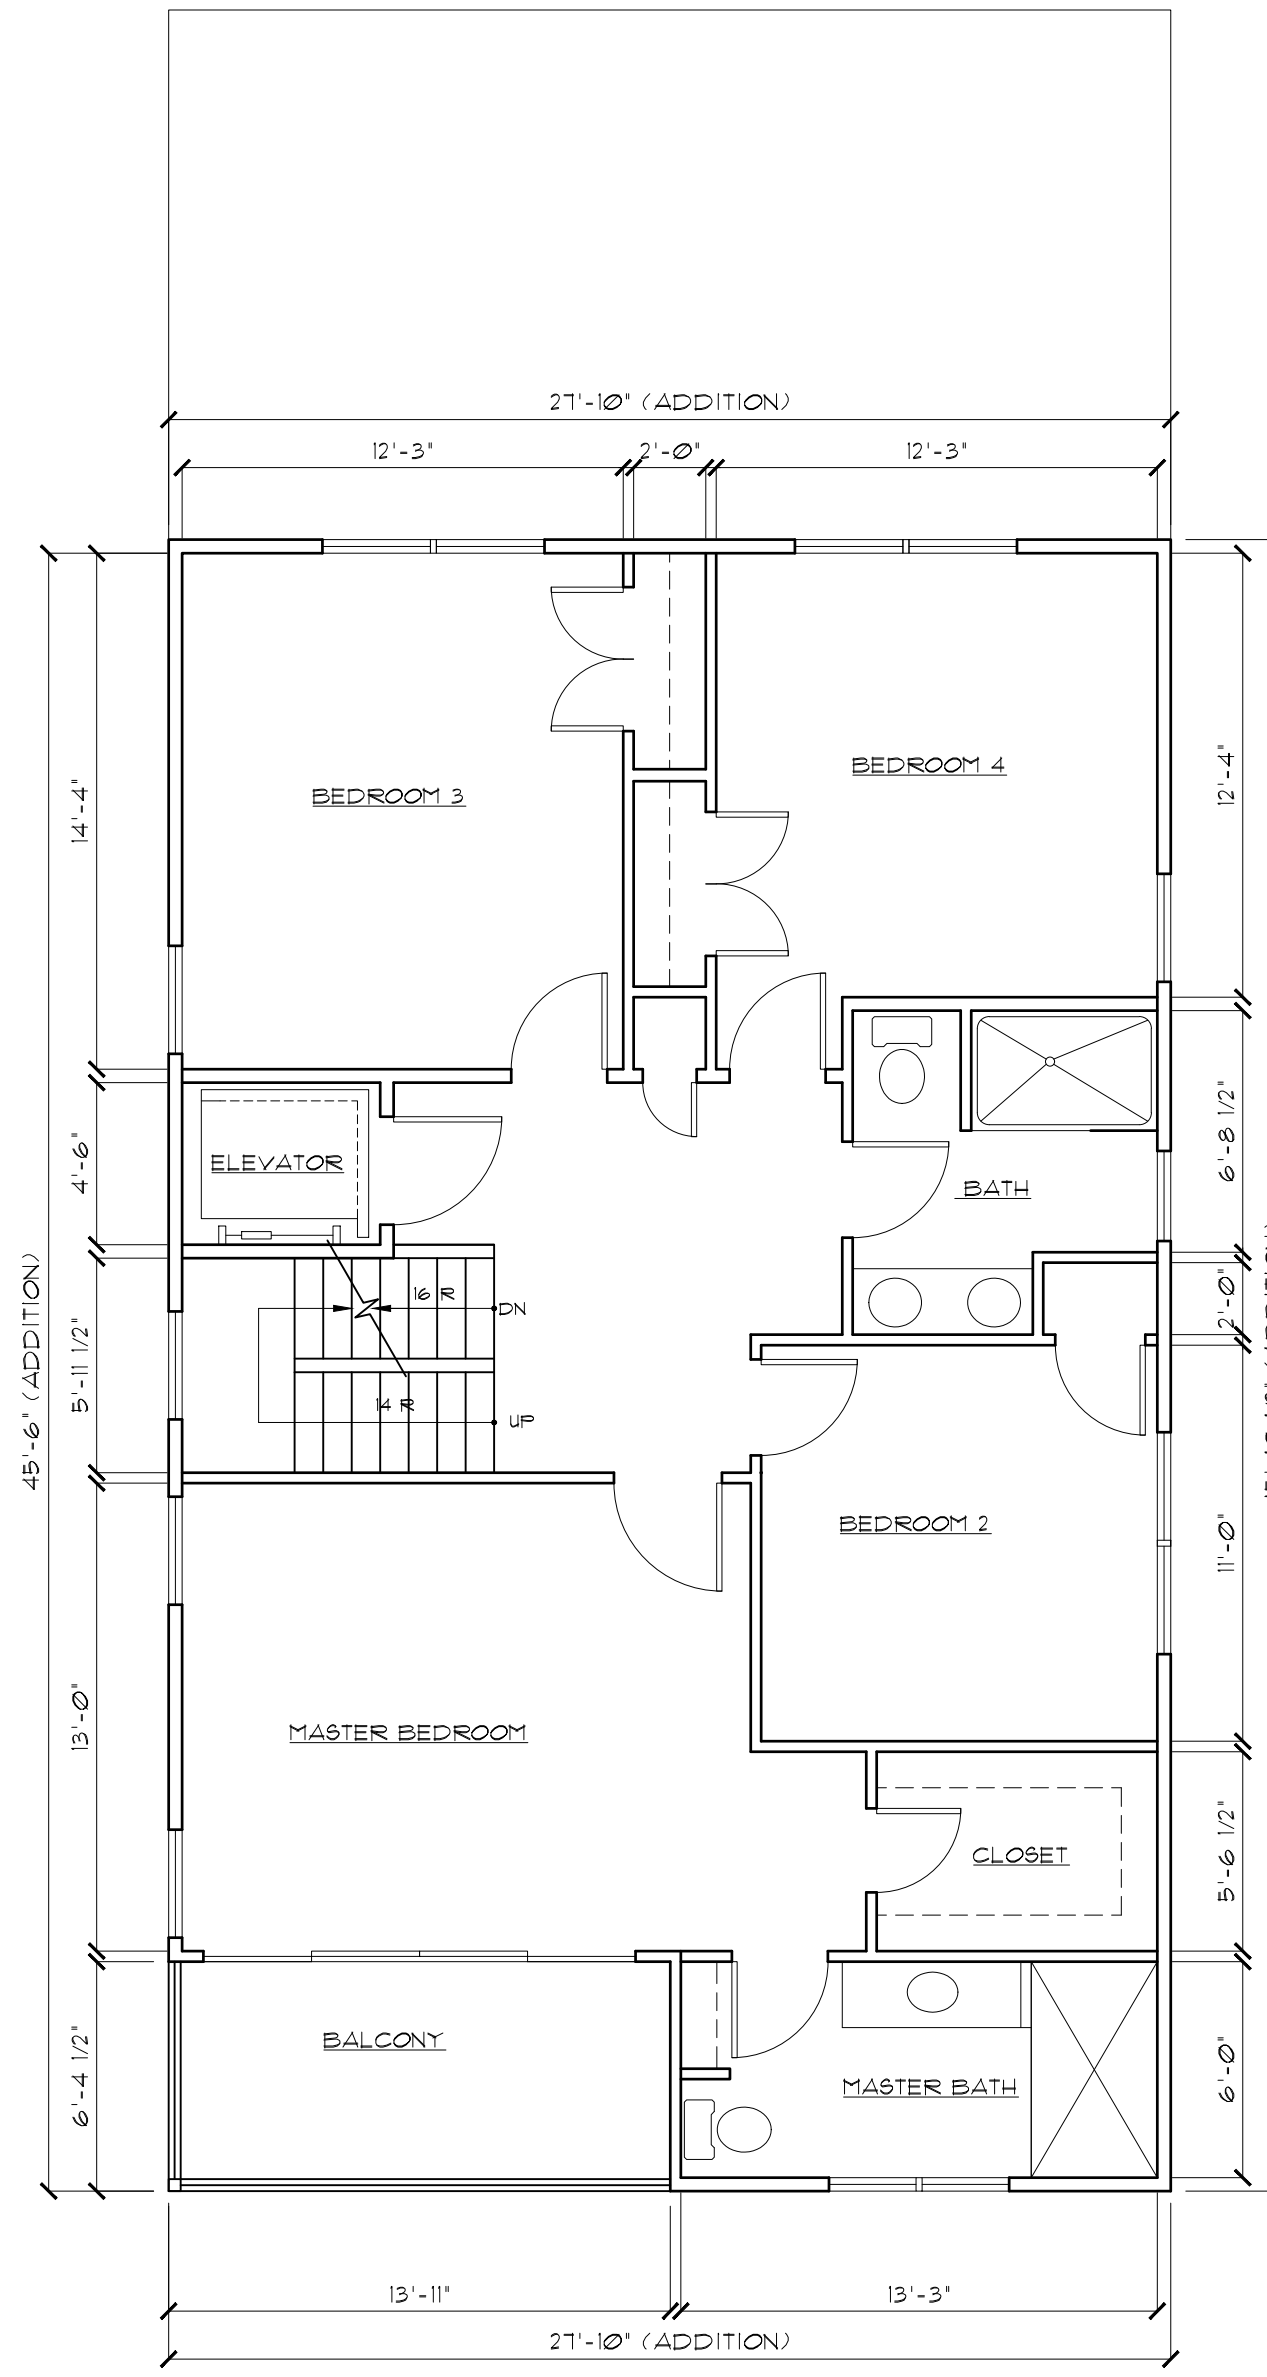 27'-10" (ADDITION)
12'-3"
2'-0"
12'-3"
14'-4"
12'-4"
BEDROOM 4
BEDROOM 3
4'-6"
6'-8 1/2"
ELEVATOR
BATH
45'-6" (ADDITION)
5'-11 1/2"
16 R
DN
2'-0"
14 R
UP
BEDROOM 2
11'-0"
13'-0"
MASTER BEDROOM
CLOSET
5'-6 1/2"
BALCONY
6'-4 1/2"
MASTER BATH
6'-0"
13'-11"
13'-3"
27'-10" (ADDITION)